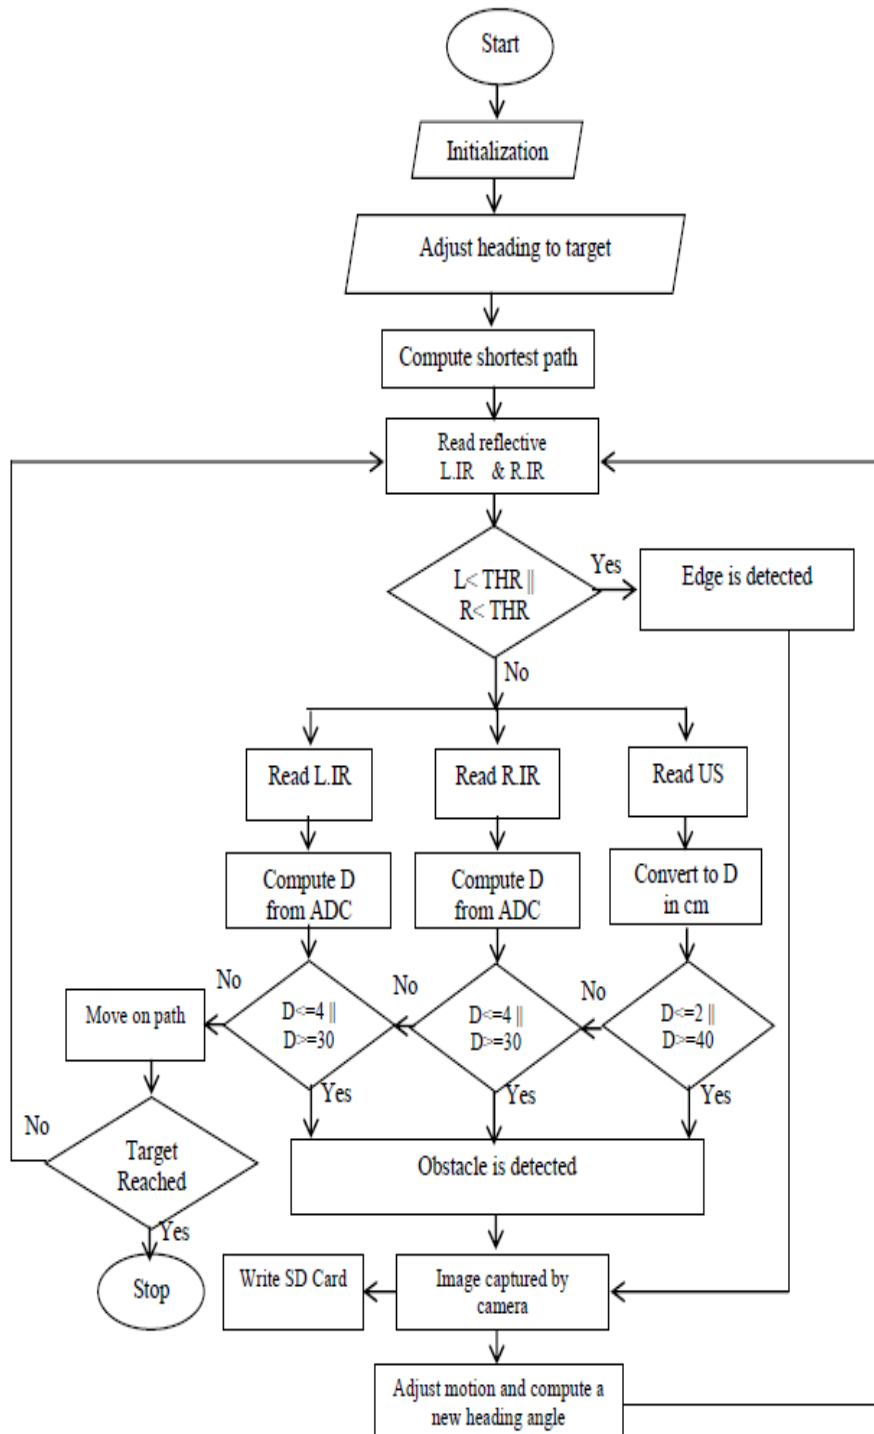 Start
Initialization
Adjust heading to target
Compute shortest path
Read reflective
L.IR & R.IR
L< THR ||
R< THR
Yes
Edge is detected
No
Read L.IR
Read R.IR
Read US
Compute D
from ADC
Compute D
from ADC
Convert to D
in cm
No
D<=4 ||
D>=30
No
D<=4 ||
D>=30
No
D<=2 ||
D>=40
Move on path
Yes
Yes
Yes
No
Target
Reached
Obstacle is detected
Yes
Stop
Write SD Card
Image captured by
camera
Adjust motion and compute a
new heading angle